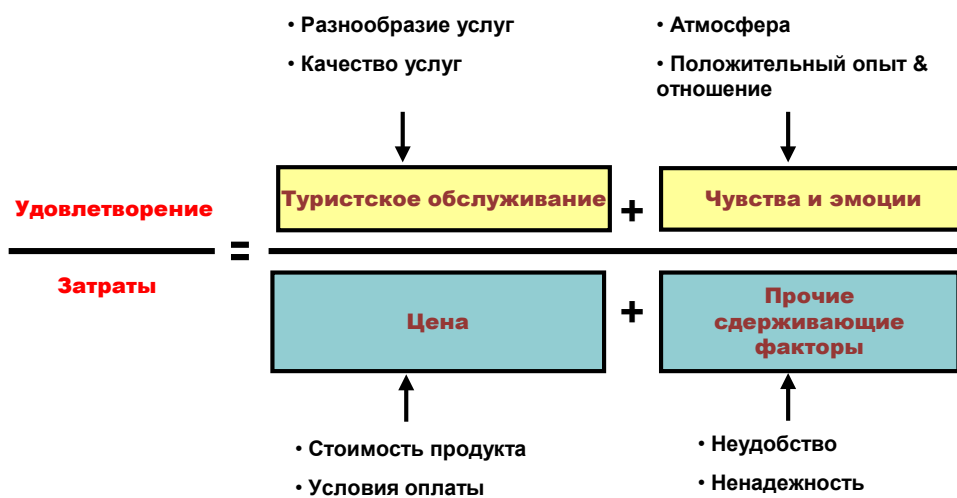 • Разнообразие услуг
• Качество услуг
• Атмосфера
• Положительный опыт &
отношение
Удовлетворение
Затраты
=
Туристское обслуживание
+
Чувства и эмоции
Цена
+
Прочие
сдерживающие
факторы
• Стоимость продукта
• Условия оплаты
• Неудобство
• Ненадежность